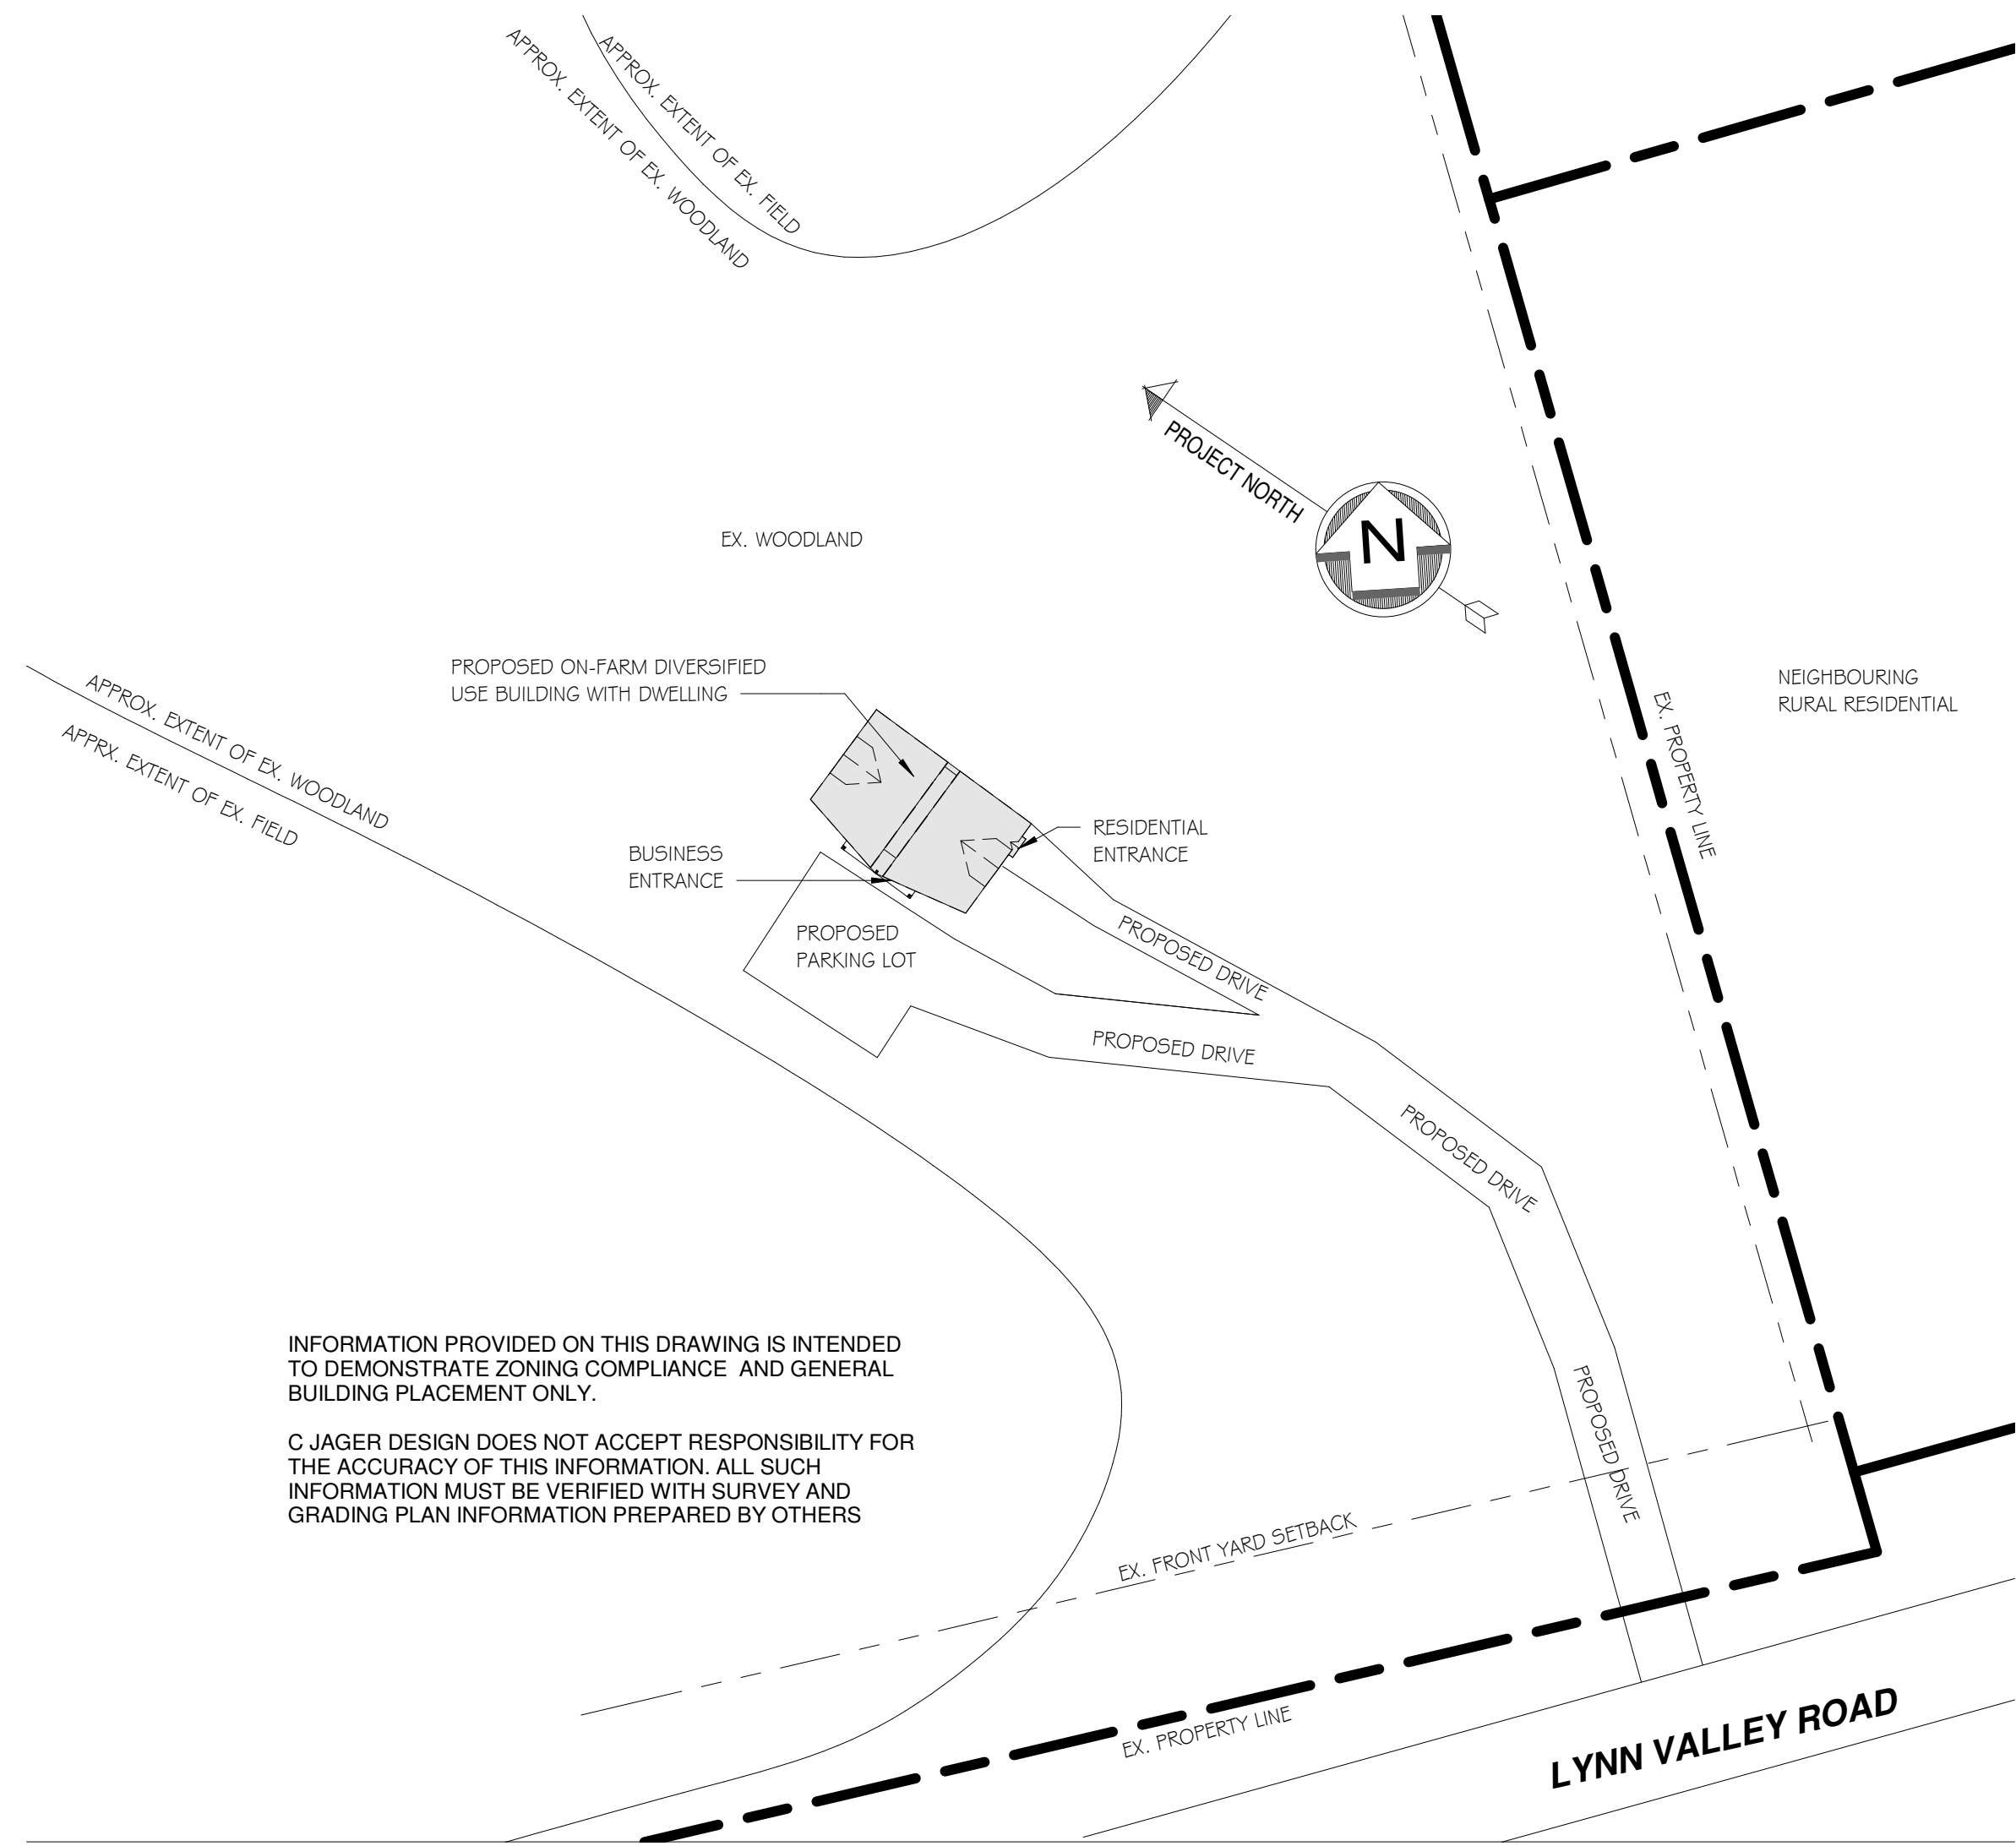 APPROX. EXTENT OF EX. FIELD
APPROX. EXTENT OF EX. WOODLAND
PROJECT NORTH
N
EX. WOODLAND
PROPOSED ON-FARM DIVERSIFIED
USE BUILDING WITH DWELLING
NEIGHBOURING
RURAL RESIDENTIAL
EX. PROPERTY LINE
APPROX. EXTENT OF EX. WOODLAND
APPRX. EXTENT OF EX. FIELD
RESIDENTIAL
ENTRANCE
BUSINESS
ENTRANCE
PROPOSED
PARKING LOT
PROPOSED DRIVE
PROPOSED DRIVE
PROPOSED DRIVE
PROPOSED DRIVE
INFORMATION PROVIDED ON THIS DRAWING IS INTENDED
TO DEMONSTRATE ZONING COMPLIANCE AND GENERAL
BUILDING PLACEMENT ONLY.
C JAGER DESIGN DOES NOT ACCEPT RESPONSIBILITY FOR
THE ACCURACY OF THIS INFORMATION. ALL SUCH
INFORMATION MUST BE VERIFIED WITH SURVEY AND
GRADING PLAN INFORMATION PREPARED BY OTHERS
EX. FRONT YARD SETBACK
EX. PROPERTY LINE
LYNN VALLEY ROAD